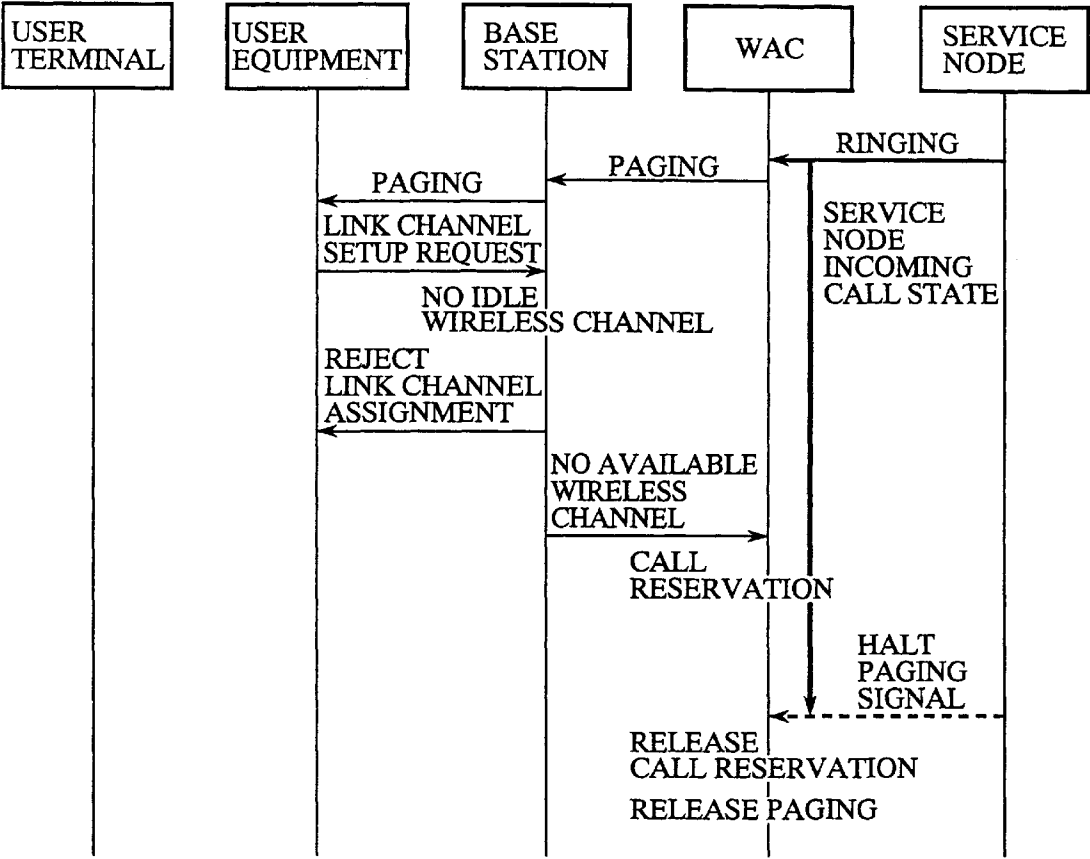 USER
TERMINAL
USER
EQUIPMENT
BASE
STATION
WAC
SERVICE
NODE
RINGING
PAGING
PAGING
LINK CHANNEL
SETUP REQUEST
SERVICE
NODE
INCOMING
CALL STATE
NO IDLE
WIRELESS CHANNEL
REJECT
LINK CHANNEL
ASSIGNMENT
NO AVAILABLE
WIRELESS
CHANNEL
CALL
RESERVATION
HALT
PAGING
SIGNAL
RELEASE
CALL RESERVATION
RELEASE PAGING